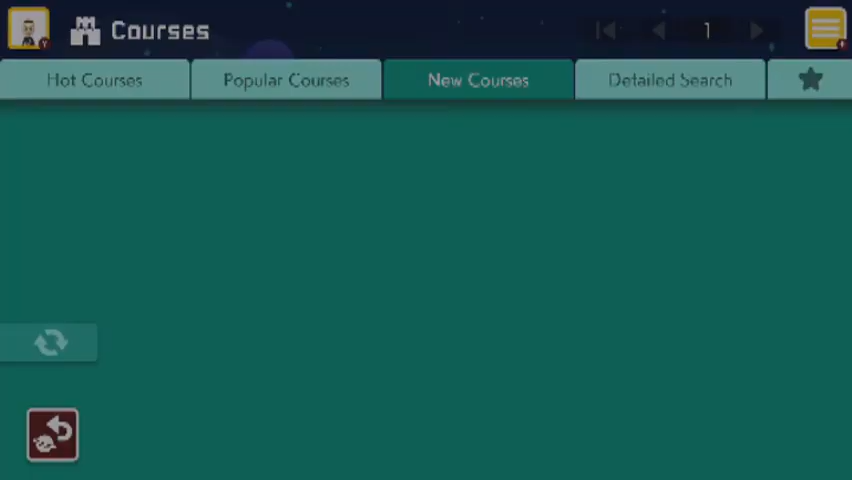 Courses
1
Hot Courses
Popular Courses
New Courses
Detailed Search
Y